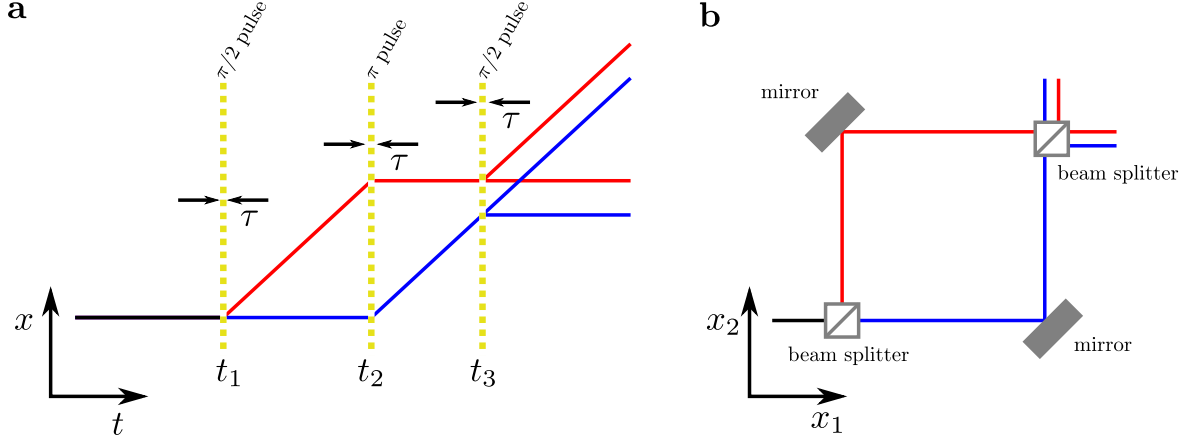 a
π/2 pulse
π pulse
π/2 pulse
τ
τ
τ
x
t
t₁
t₂
t₃
b
mirror
beam splitter
beam splitter
mirror
x₂
x₁